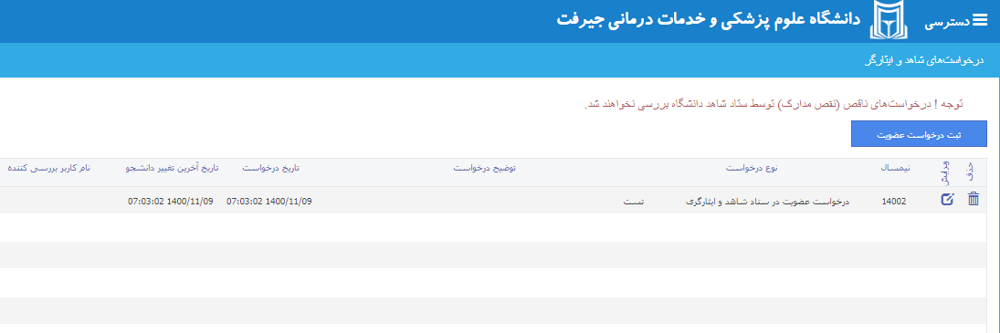 دسترسی دانشگاه علوم پزشکی و خدمات درمانی جیرفت
درخواست‌های شاهد و ایثارگر
توجه ! درخواست‌های ناقص (نقص مدارک) توسط ستاد شاهد دانشگاه بررسی نخواهند شد.
ثبت درخواست عضویت
حذف ویرایش نیمسال نوع درخواست توضیح درخواست تاریخ درخواست تاریخ آخرین تغییر دانشجو نام کاربر بررسی کننده
14002 درخواست عضویت در ستاد شاهد و ایثارگری تست 1400/11/09 07:03:02 1400/11/09 07:03:02